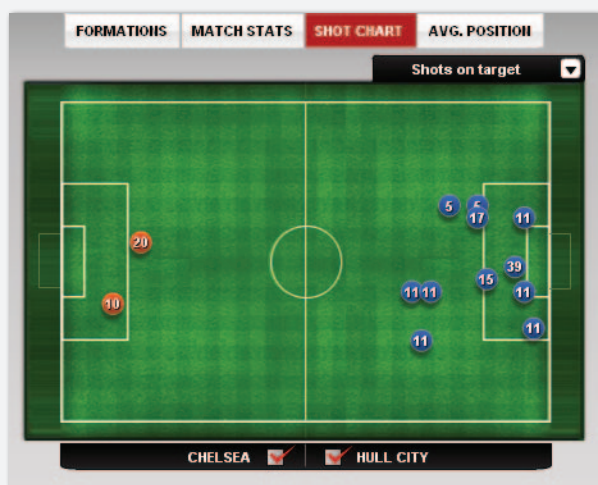 FORMATIONS MATCH STATS SHOT CHART AVG. POSITION
Shots on target
5 5
17 11
20
39
15
11 11 11
10
11
11
CHELSEA HULL CITY